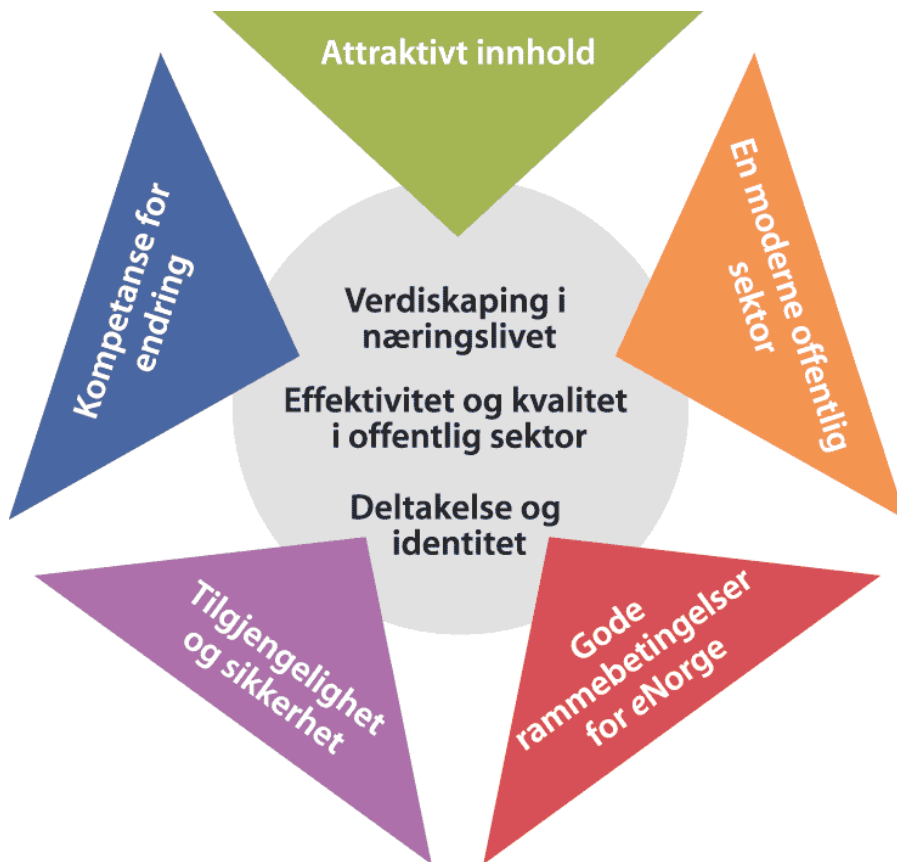 Attraktivt innhold
En moderne offentlig
sektor
Kompetanse for
endring
Verdiskaping i
næringslivet
Effektivitet og kvalitet
i offentlig sektor
Deltakelse og
identitet
Tilgjengelighet
og sikkerhet
Gode
rammebetingelser
for eNorge